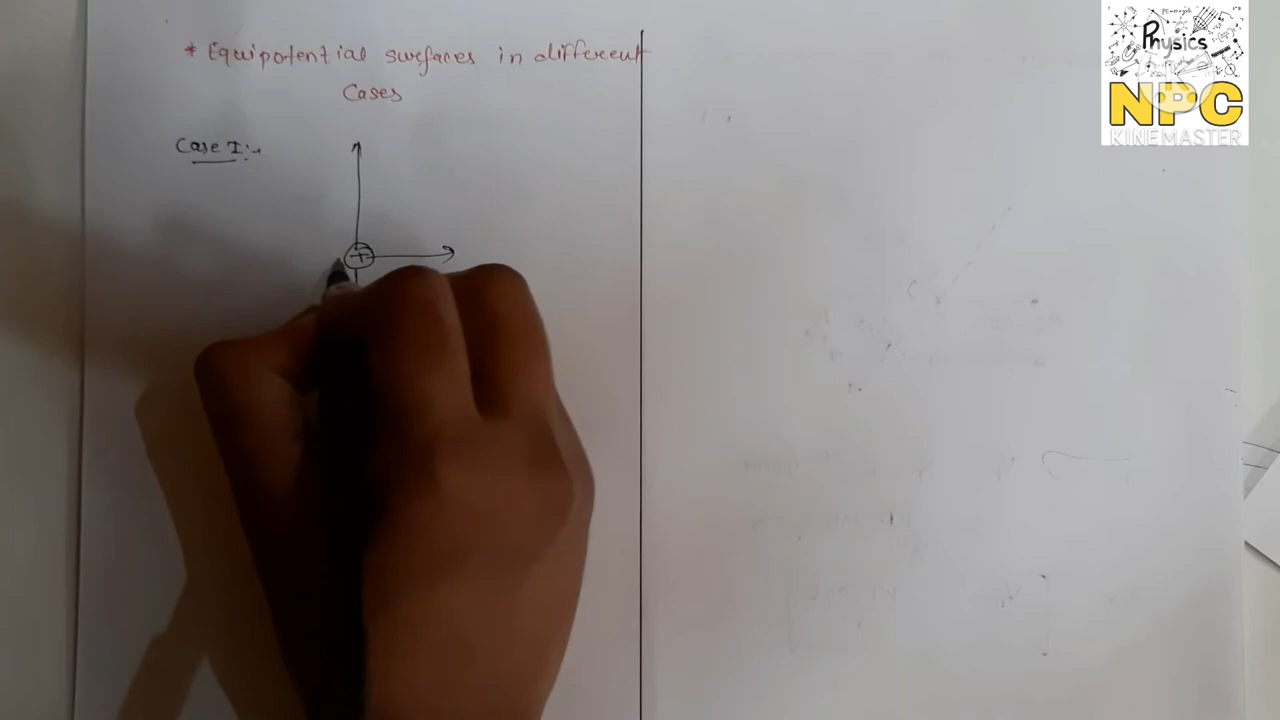 * Equipotential surfaces in different
Cases
Case I:-
+
Physics
NPC
KINEMASTER